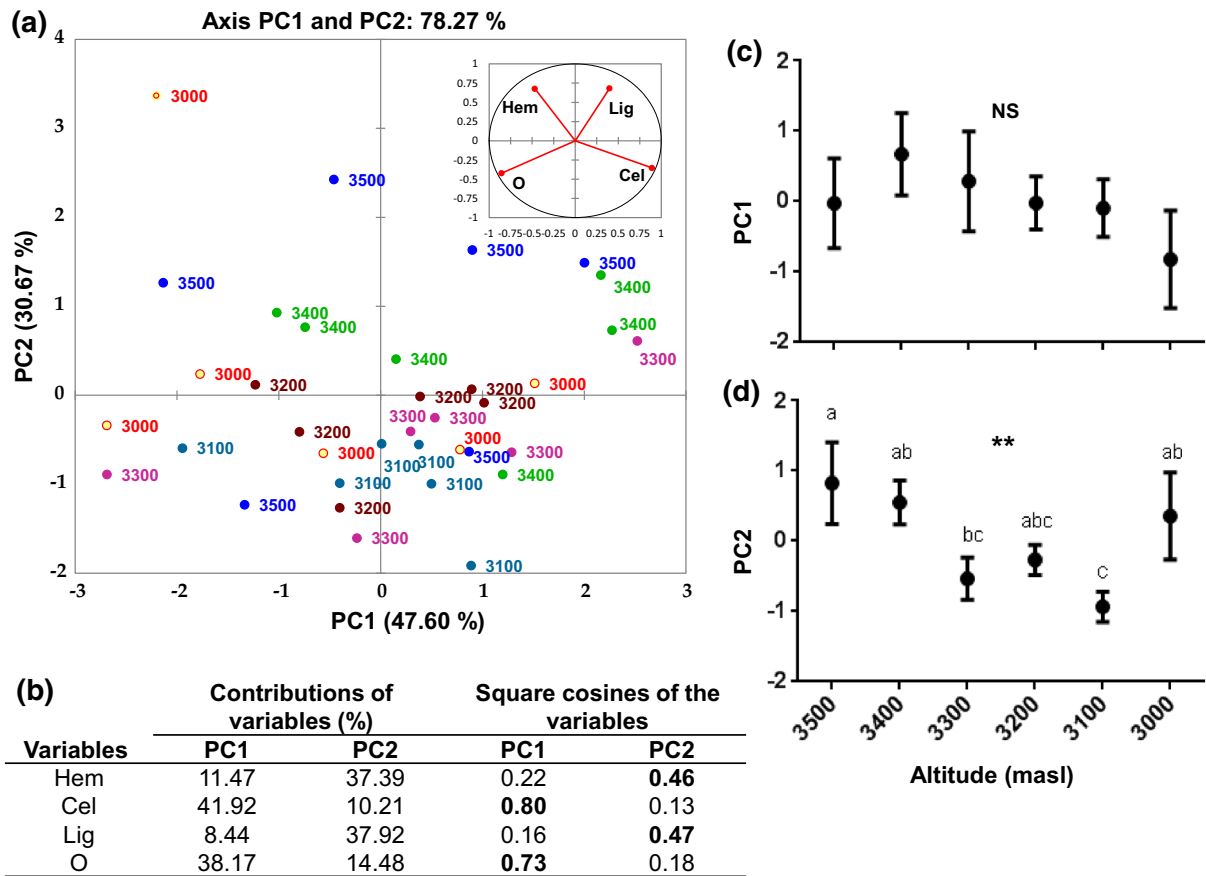 (a)
Axis PC1 and PC2: 78.27 %
4
3
2
1
0
-1
-2
-3
-2
-1
0
1
2
3
PC2 (30.67 %)
PC1 (47.60 %)
1
0.75
0.5
0.25
0
-0.25
-0.5
-0.75
-1
-1 -0.75 -0.5 -0.25 0 0.25 0.5 0.75 1
Hem
Lig
O
Cel
3000
3500
3500
3500
3500
3400
3400
3400
3400
3300
3400
3000
3200
3000
3200
3200
3200
3000
3300
3300
3200
3100
3000
3000
3100
3100
3500
3300
3300
3400
3100
3100
3500
3200
3300
3100
(b)
Contributions of variables (%)
Square cosines of the variables
Variables PC1 PC2 PC1 PC2
Hem 11.47 37.39 0.22 0.46
Cel 41.92 10.21 0.80 0.13
Lig 8.44 37.92 0.16 0.47
O 38.17 14.48 0.73 0.18
(c)
2
1
0
-1
-2
PC1
NS
(d)
2
1
0
-1
-2
PC2
a
ab
bc
abc
c
ab
**
3500
3400
3300
3200
3100
3000
Altitude (masl)